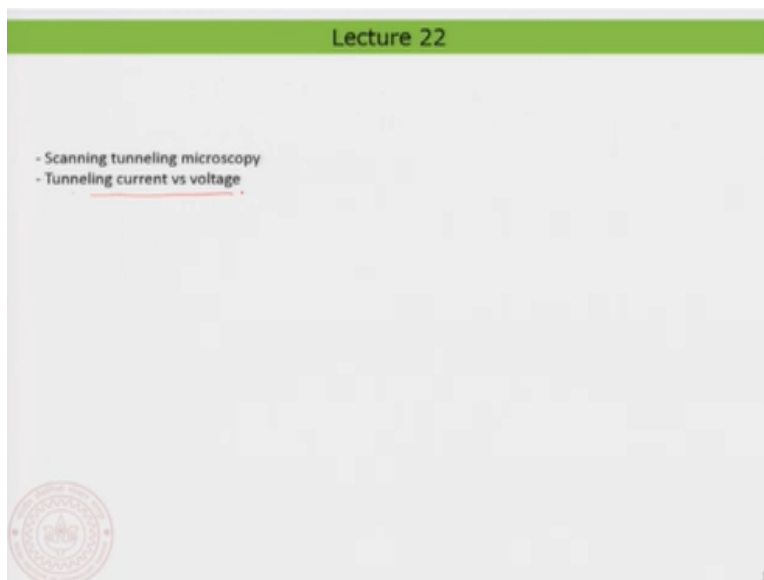 Lecture 22
- Scanning tunneling microscopy
- Tunneling current vs voltage